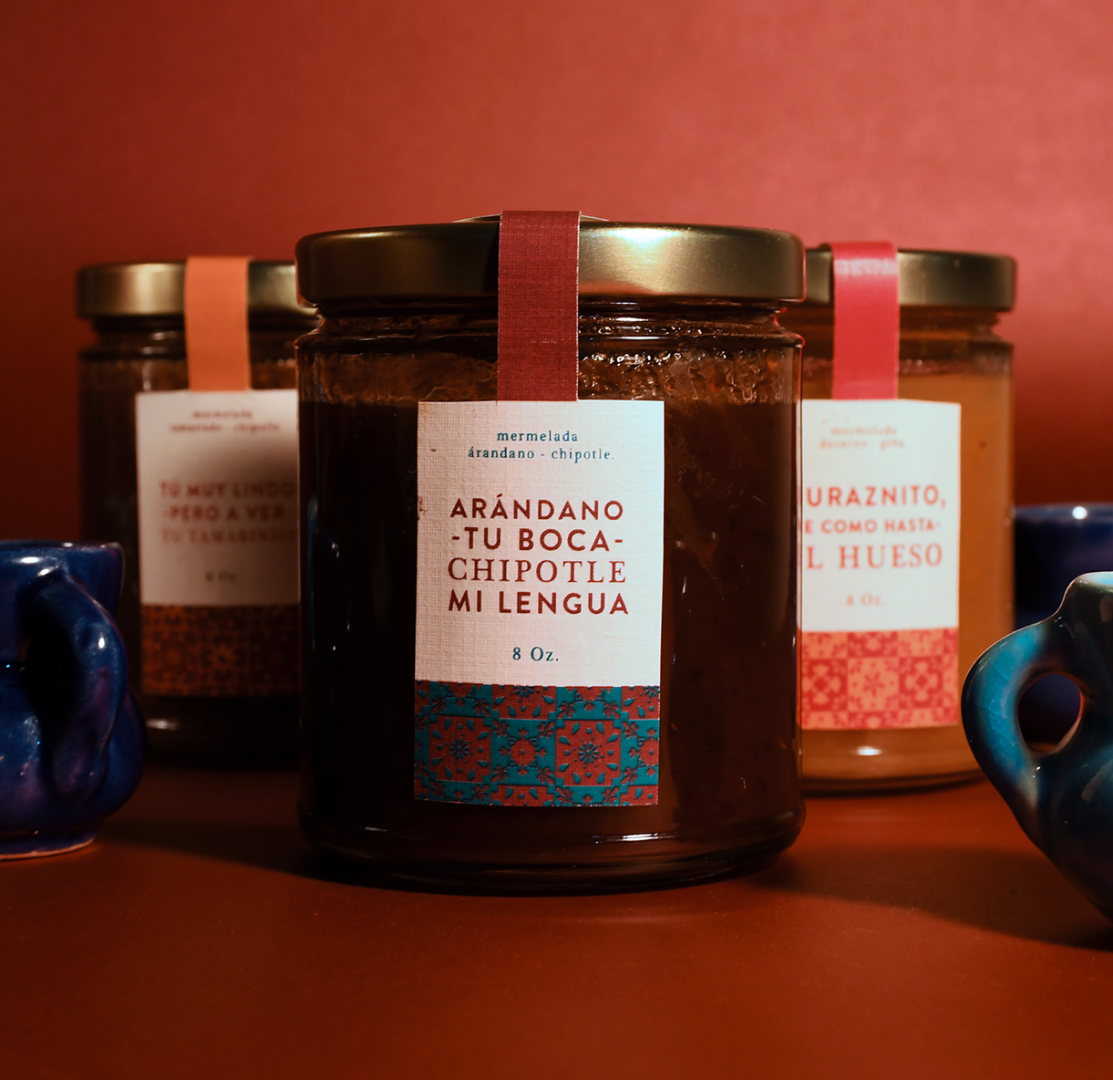 mermelada
tamarindo - chipotle
TÚ MUY LINDO
-PERO A VER-
TU TAMARINDO
8 Oz.
mermelada
árandano - chipotle.
ARÁNDANO
-TU BOCA-
CHIPOTLE
MI LENGUA
8 Oz.
mermelada
durazno - piña
URAZNITO,
E COMO HASTA-
L HUESO
8 Oz.